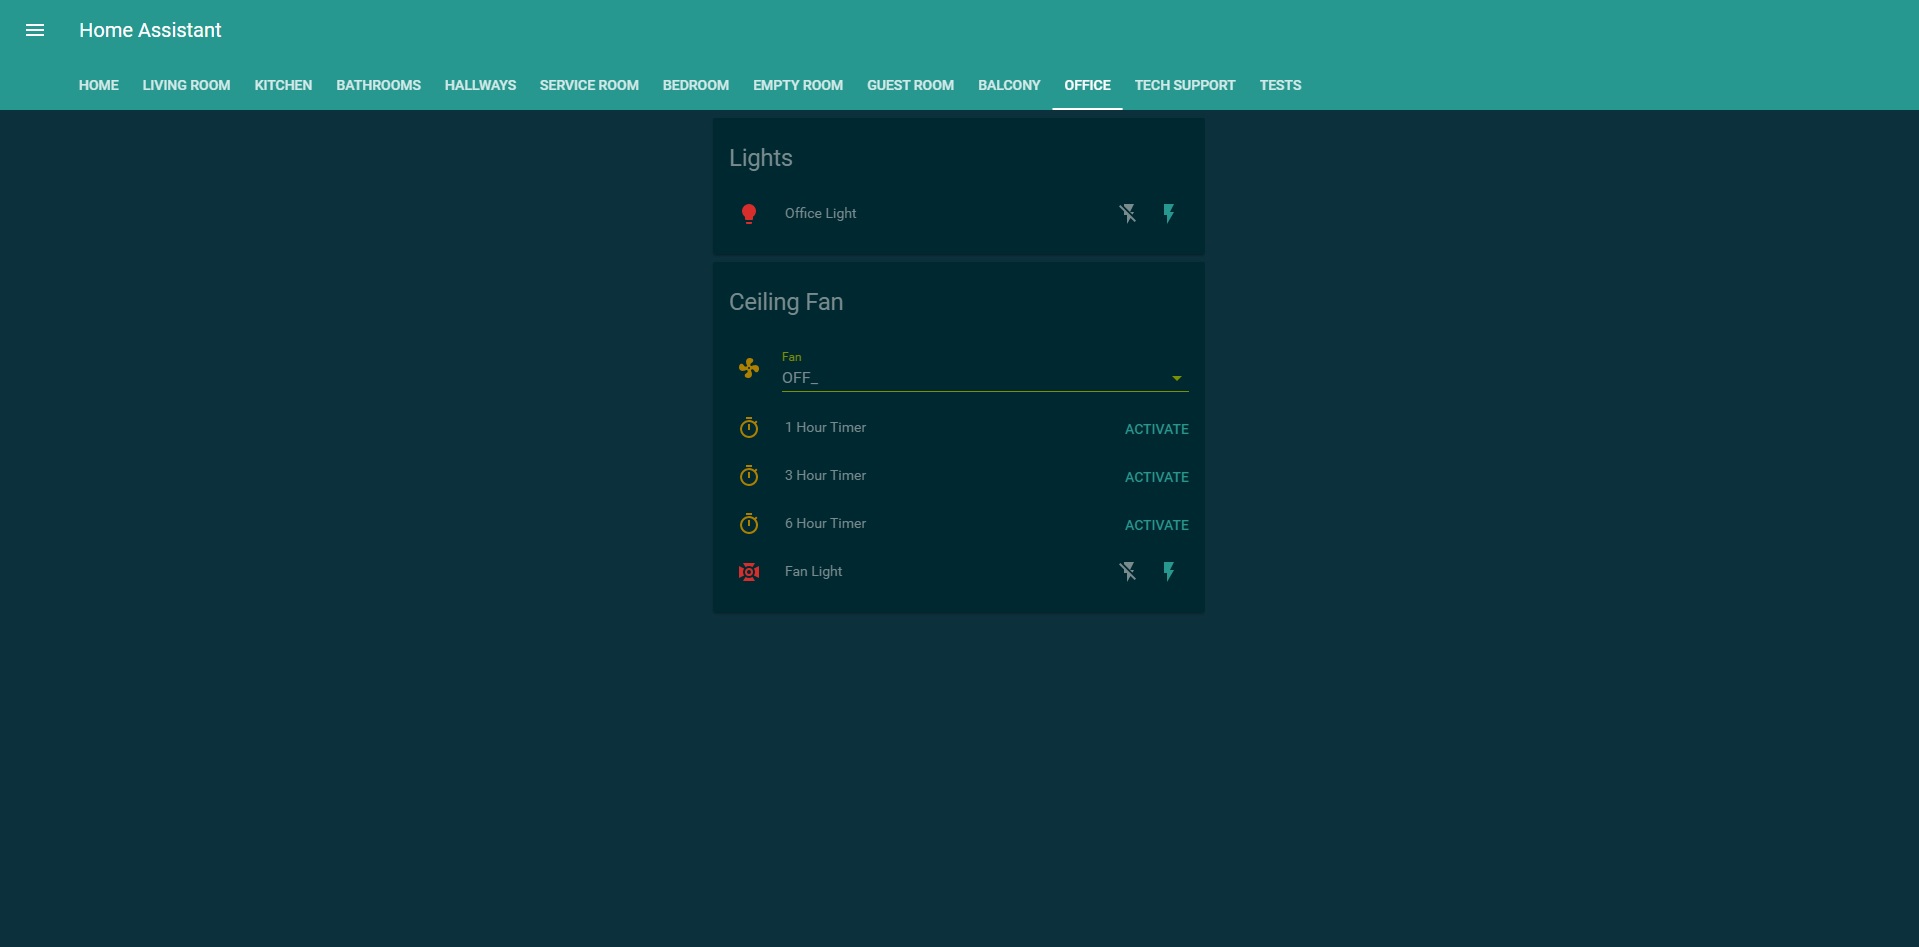 Home Assistant
HOME LIVING ROOM KITCHEN BATHROOMS HALLWAYS SERVICE ROOM BEDROOM EMPTY ROOM GUEST ROOM BALCONY OFFICE TECH SUPPORT TESTS
Lights
Office Light
Ceiling Fan
Fan
OFF_
1 Hour Timer ACTIVATE
3 Hour Timer ACTIVATE
6 Hour Timer ACTIVATE
Fan Light